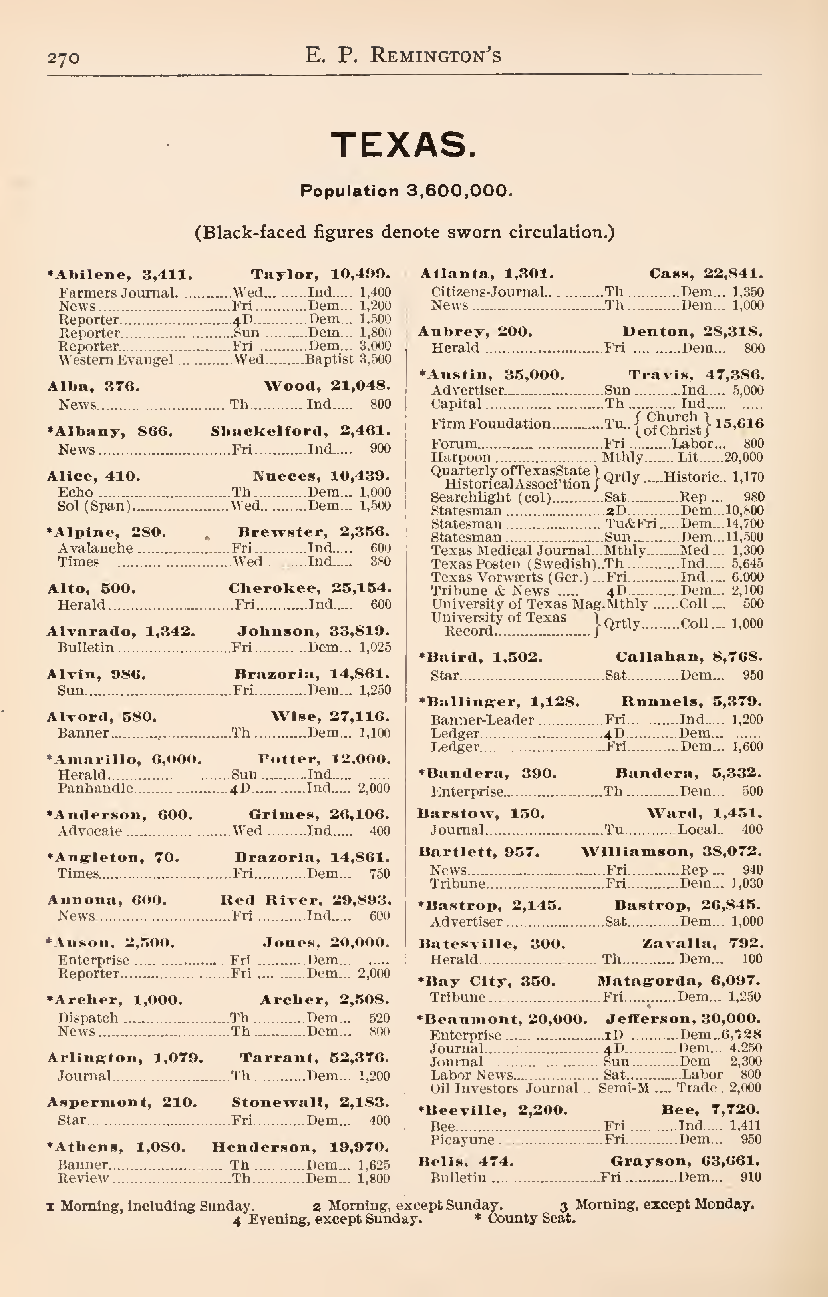 270
E. P. REMINGTON'S
TEXAS.
Population 3,600,000.
(Black-faced figures denote sworn circulation.)
*Abilene, 3,411. Taylor, 10,499.
Farmers Journal............Wed........Ind..... 1,400
News............Fri............Dem... 1,200
Reporter............4D............Dem... 1,500
Reporter............Sun............Dem... 1,800
Reporter............Fri............Dem... 3,000
Western Evangel............Wed........Baptist 3,500
Alba, 376. Wood, 21,048.
News............Th............Ind..... 800
*Albany, 866. Shackelford, 2,461.
News............Fri............Ind..... 900
Alice, 410. Nueces, 10,439.
Echo............Th............Dem... 1,000
Sol (Span)............Wed............Dem... 1,500
*Alpine, 280. Brewster, 2,356.
Avalanche............Fri............Ind..... 600
Times............Wed............Ind..... 380
Alto, 500. Cherokee, 25,154.
Herald............Fri............Ind..... 600
Alvarado, 1,342. Johnson, 33,819.
Bulletin............Fri............Dem... 1,025
Alvin, 986. Brazoria, 14,861.
Sun............Fri............Dem... 1,250
Alvord, 580. Wise, 27,116.
Banner............Th............Dem... 1,100
*Amarillo, 6,000. Potter, 12,000.
Herald............Sun............Ind..... ......
Panhandle............4D............Ind..... 2,000
*Anderson, 600. Grimes, 26,106.
Advocate............Wed............Ind..... 400
*Angleton, 70. Brazoria, 14,861.
Times............Fri............Dem... 750
Annona, 600. Red River, 29,893.
News............Fri............Ind..... 600
*Anson, 2,500. Jones, 20,000.
Enterprise............Fri............Dem... ......
Reporter............Fri............Dem... 2,000
*Archer, 1,000. Archer, 2,508.
Dispatch............Th............Dem... 520
News............Th............Dem... 800
Arlington, 1,079. Tarrant, 52,376.
Journal............Th............Dem... 1,200
Aspermont, 210. Stonewall, 2,183.
Star............Fri............Dem... 400
*Athens, 1,080. Henderson, 19,970.
Banner............Th............Dem... 1,625
Review............Th............Dem... 1,800
Atlanta, 1,301. Cass, 22,841.
Citizens-Journal............Th............Dem... 1,350
News............Th............Dem... 1,000
Aubrey, 200. Denton, 28,318.
Herald............Fri............Dem... 800
*Austin, 35,000. Travis, 47,386.
Advertiser............Sun............Ind..... 5,000
Capital............Th............Ind..... ......
Firm Foundation............Tu.. { Church of Christ } 15,616
Forum............Fri............Labor... 800
Harpoon............Mthly........Lit.....20,000
Quarterly of Texas State
Historical Associ'tion } Qrtly.....Historic.. 1,170
Searchlight (col)............Sat............Rep... 980
Statesman............2D............Dem...10,800
Statesman............Tu&Fri....Dem...14,700
Statesman............Sun............Dem...11,500
Texas Medical Journal...Mthly........Med... 1,300
Texas Posten (Swedish)..Th............Ind..... 5,645
Texas Vorwœrts (Ger.)...Fri............Ind..... 6,000
Tribune & News............4D............Dem... 2,100
University of Texas Mag.Mthly......Coll.... 500
University of Texas
Record............ } Qrtly........Coll.... 1,000
*Baird, 1,502. Callahan, 8,768.
Star............Sat............Dem... 950
*Ballinger, 1,128. Runnels, 5,379.
Banner-Leader............Fri............Ind..... 1,200
Ledger............4D............Dem... ......
Ledger............Fri............Dem... 1,600
*Bandera, 390. Bandera, 5,332.
Enterprise............Th............Dem... 500
Barstow, 150. Ward, 1,451.
Journal............Tu............Local.. 400
Bartlett, 957. Williamson, 38,072.
News............Fri............Rep... 940
Tribune............Fri............Dem... 1,030
*Bastrop, 2,145. Bastrop, 26,845.
Advertiser............Sat............Dem... 1,000
Batesville, 300. Zavalla, 792.
Herald............Th............Dem... 100
*Bay City, 350. Matagorda, 6,097.
Tribune............Fri............Dem... 1,250
*Beaumont, 20,000. Jefferson, 30,000.
Enterprise............1D............Dem..6,728
Journal............4D............Dem... 4,250
Journal............Sun............Dem 2,300
Labor News............Sat............Labor 800
Oil Investors Journal.. Semi-M.... Trade. 2,000
*Beeville, 2,200. Bee, 7,720.
Bee............Fri............Ind..... 1,411
Picayune............Fri............Dem... 950
Bells, 474. Grayson, 63,661.
Bulletin............Fri............Dem... 910
1 Morning, including Sunday. 2 Morning, except Sunday. 3 Morning, except Monday.
4 Evening, except Sunday. * County Seat.